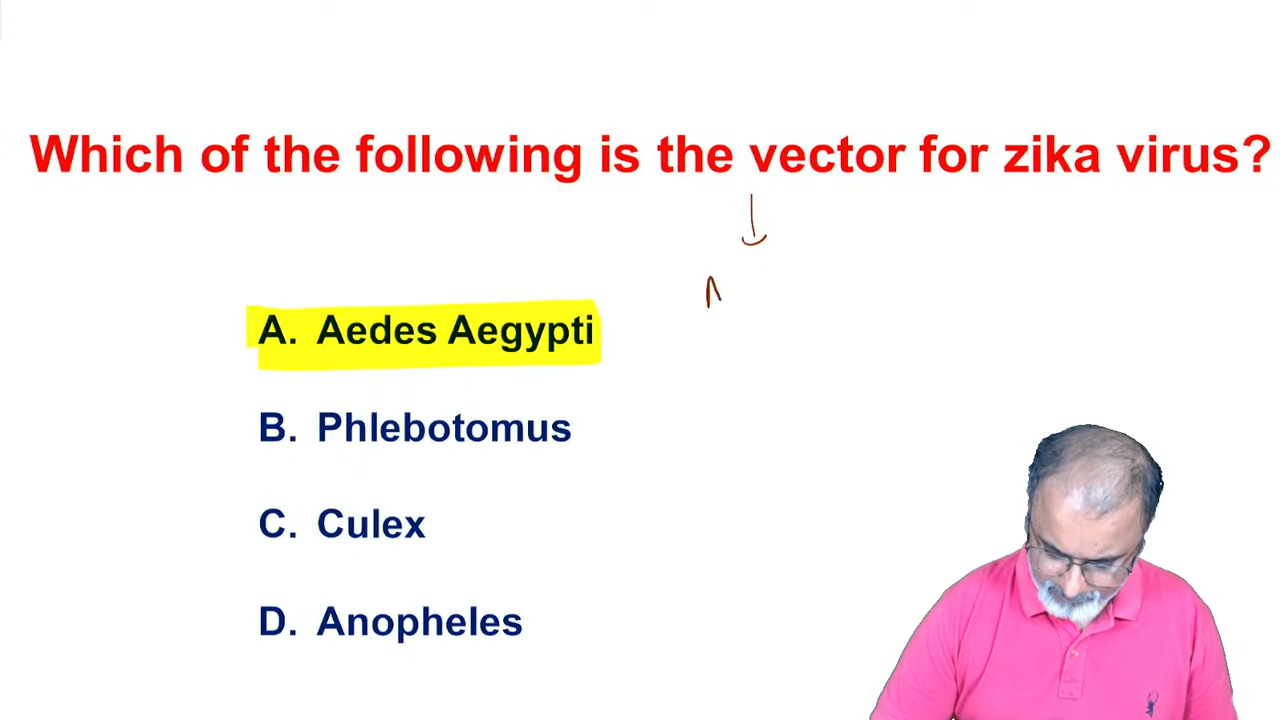 Which of the following is the vector for zika virus?
A. Aedes Aegypti
B. Phlebotomus
C. Culex
D. Anopheles